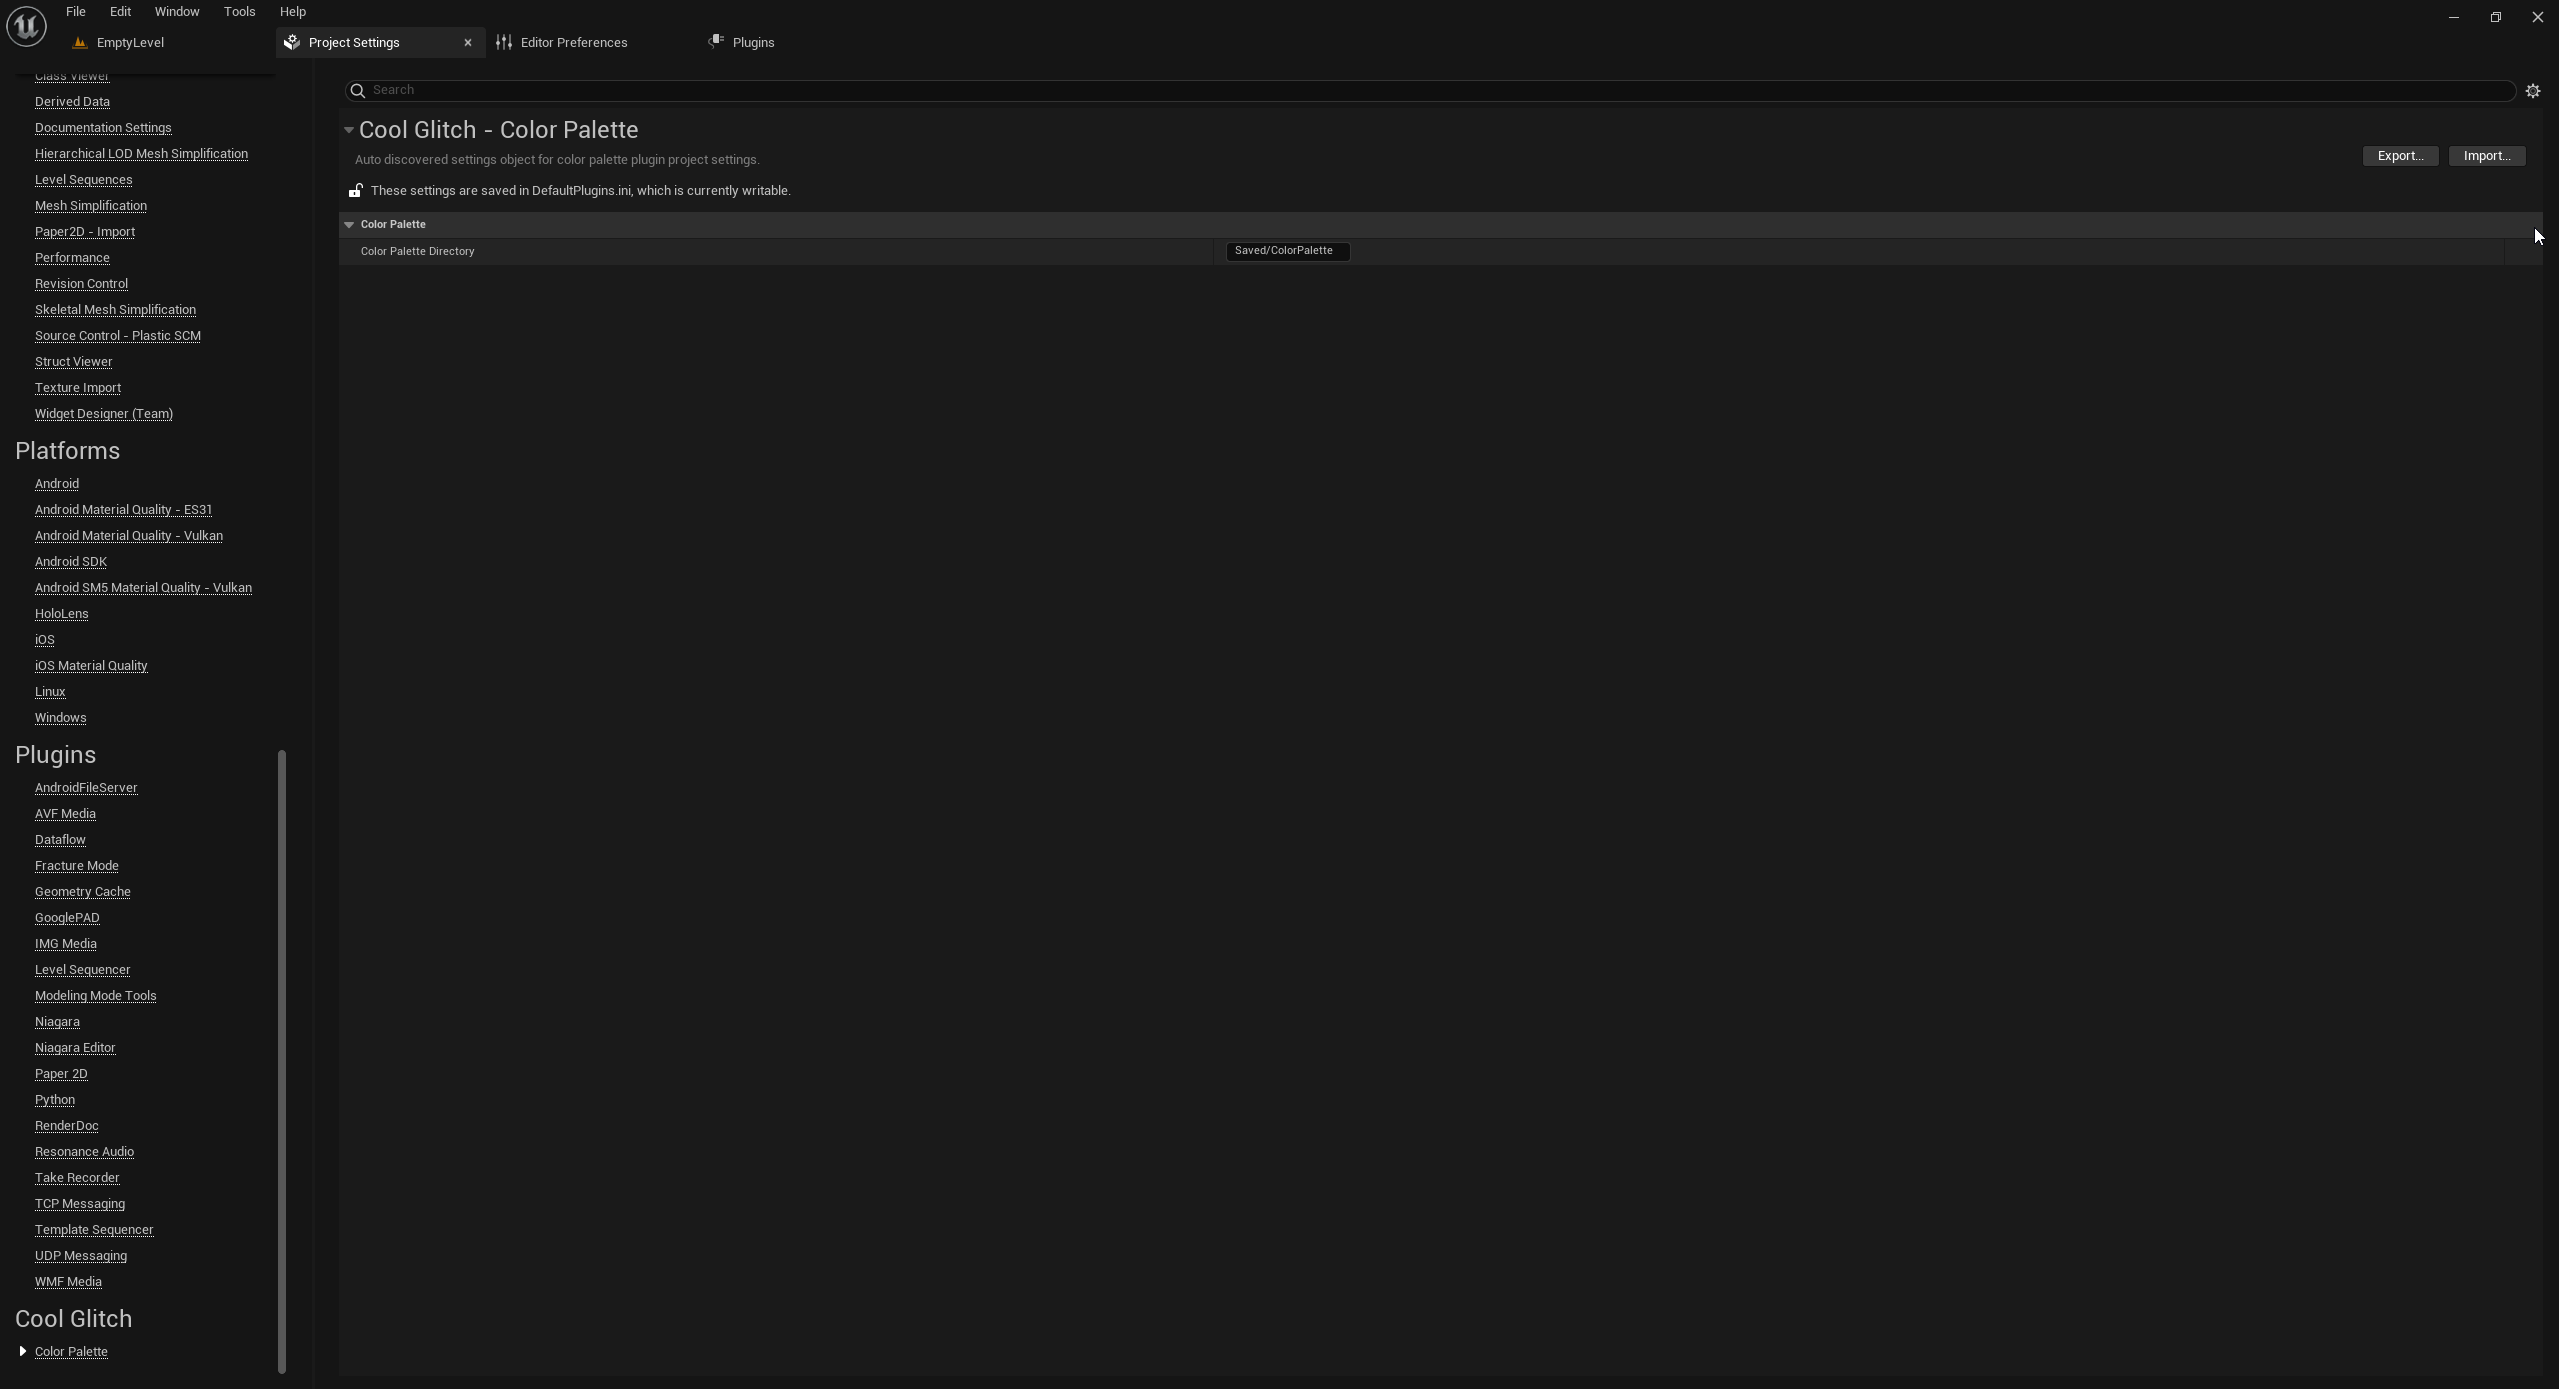 File Edit Window Tools Help
EmptyLevel Project Settings Editor Preferences Plugins
Class Viewer
Derived Data
Documentation Settings
Hierarchical LOD Mesh Simplification
Level Sequences
Mesh Simplification
Paper2D - Import
Performance
Revision Control
Skeletal Mesh Simplification
Source Control - Plastic SCM
Struct Viewer
Texture Import
Widget Designer (Team)
Platforms
Android
Android Material Quality - ES31
Android Material Quality - Vulkan
Android SDK
Android SM5 Material Quality - Vulkan
HoloLens
iOS
iOS Material Quality
Linux
Windows
Plugins
AndroidFileServer
AVF Media
Dataflow
Fracture Mode
Geometry Cache
GooglePAD
IMG Media
Level Sequencer
Modeling Mode Tools
Niagara
Niagara Editor
Paper 2D
Python
RenderDoc
Resonance Audio
Take Recorder
TCP Messaging
Template Sequencer
UDP Messaging
WMF Media
Cool Glitch
Color Palette
Search
Cool Glitch - Color Palette
Auto discovered settings object for color palette plugin project settings.
Export... Import...
These settings are saved in DefaultPlugins.ini, which is currently writable.
Color Palette
Color Palette Directory Saved/ColorPalette